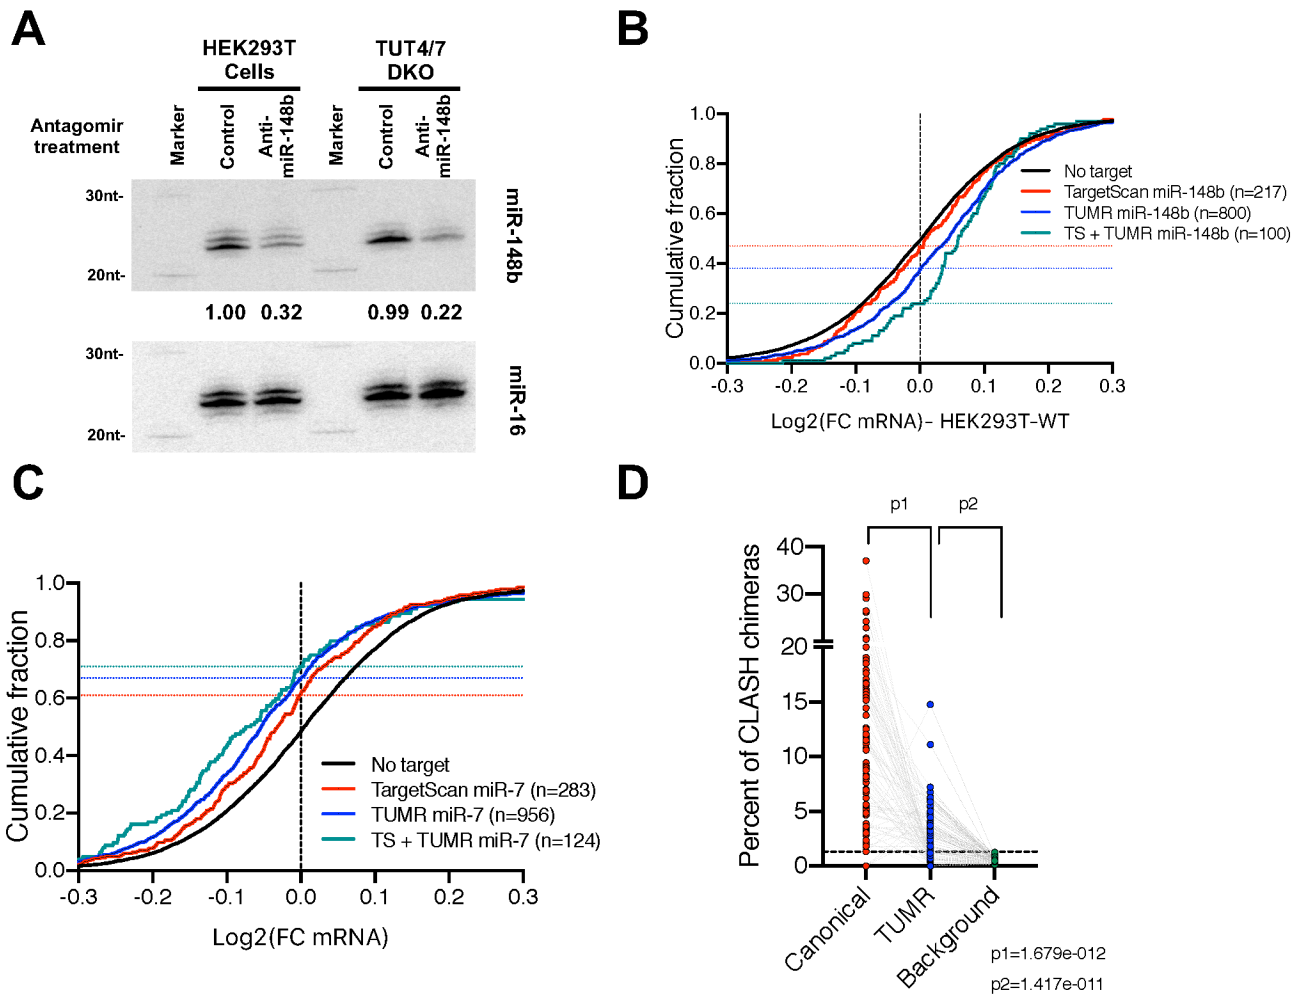 A
HEK293T
Cells
TUT4/7
DKO
Antagomir
treatment
Marker
Control
Anti-
miR-148b
Marker
Control
Anti-
miR-148b
30nt-
20nt-
miR-148b
1.00 0.32 0.99 0.22
30nt-
20nt-
miR-16
B
Cumulative fraction
1.0
0.8
0.6
0.4
0.2
0.0
-0.3 -0.2 -0.1 0.0 0.1 0.2 0.3
Log2(FC mRNA)- HEK293T-WT
No target
TargetScan miR-148b (n=217)
TUMR miR-148b (n=800)
TS + TUMR miR-148b (n=100)
C
Cumulative fraction
1.0
0.8
0.6
0.4
0.2
0.0
-0.3 -0.2 -0.1 0.0 0.1 0.2 0.3
Log2(FC mRNA)
No target
TargetScan miR-7 (n=283)
TUMR miR-7 (n=956)
TS + TUMR miR-7 (n=124)
D
p1 p2
Percent of CLASH chimeras
40
30
20
15
10
5
0
Canonical
TUMR
Background
p1=1.679e-012
p2=1.417e-011